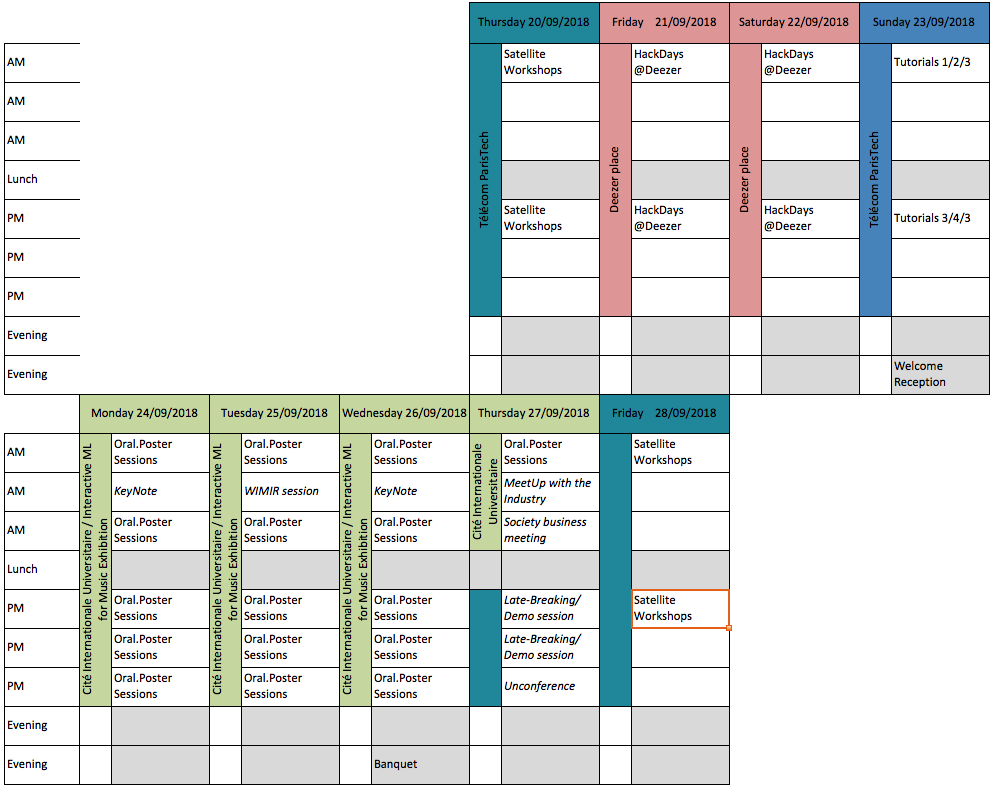 Thursday 20/09/2018 Friday 21/09/2018 Saturday 22/09/2018 Sunday 23/09/2018
Télécom ParisTech
Deezer place
Deezer place
Télécom ParisTech
AM
Satellite
Workshops
HackDays
@Deezer
HackDays
@Deezer
Tutorials 1/2/3
AM
AM
Lunch
PM
Satellite
Workshops
HackDays
@Deezer
HackDays
@Deezer
Tutorials 3/4/3
PM
PM
Evening
Evening
Welcome
Reception
Monday 24/09/2018 Tuesday 25/09/2018 Wednesday 26/09/2018 Thursday 27/09/2018 Friday 28/09/2018
Cité Internationale Universitaire / Interactive ML
for Music Exhibition
Cité Internationale Universitaire / Interactive ML
for Music Exhibition
Cité Internationale Universitaire / Interactive ML
for Music Exhibition
Cité Internationale
Universitaire
AM
Oral.Poster
Sessions
Oral.Poster
Sessions
Oral.Poster
Sessions
Oral.Poster
Sessions
Satellite
Workshops
AM
KeyNote
WIMIR session
KeyNote
MeetUp with the
Industry
AM
Oral.Poster
Sessions
Oral.Poster
Sessions
Oral.Poster
Sessions
Society business
meeting
Lunch
PM
Oral.Poster
Sessions
Oral.Poster
Sessions
Oral.Poster
Sessions
Late-Breaking/
Demo session
Satellite
Workshops
PM
Oral.Poster
Sessions
Oral.Poster
Sessions
Oral.Poster
Sessions
Late-Breaking/
Demo session
PM
Oral.Poster
Sessions
Oral.Poster
Sessions
Oral.Poster
Sessions
Unconference
Evening
Evening
Banquet